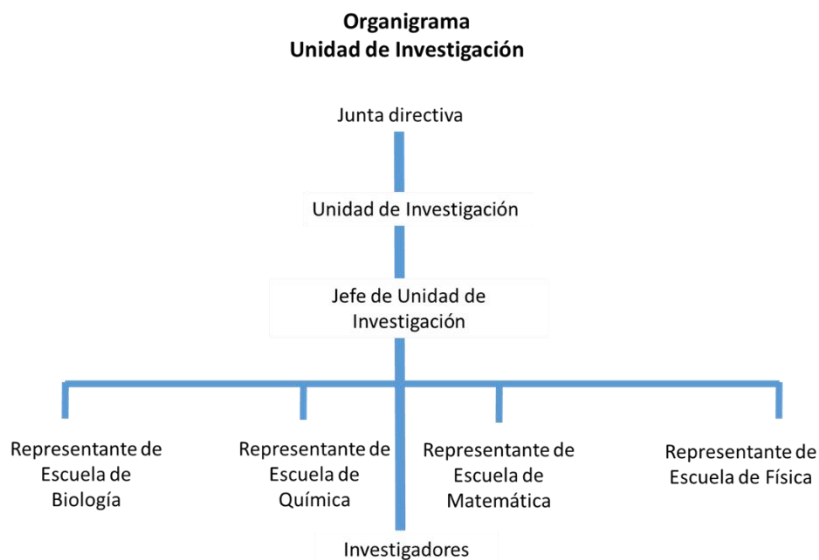 Organigrama
Unidad de Investigación
Junta directiva
Unidad de Investigación
Jefe de Unidad de
Investigación
Representante de
Escuela de
Biología
Representante de
Escuela de
Química
Representante de
Escuela de
Matemática
Representante de
Escuela de Física
Investigadores